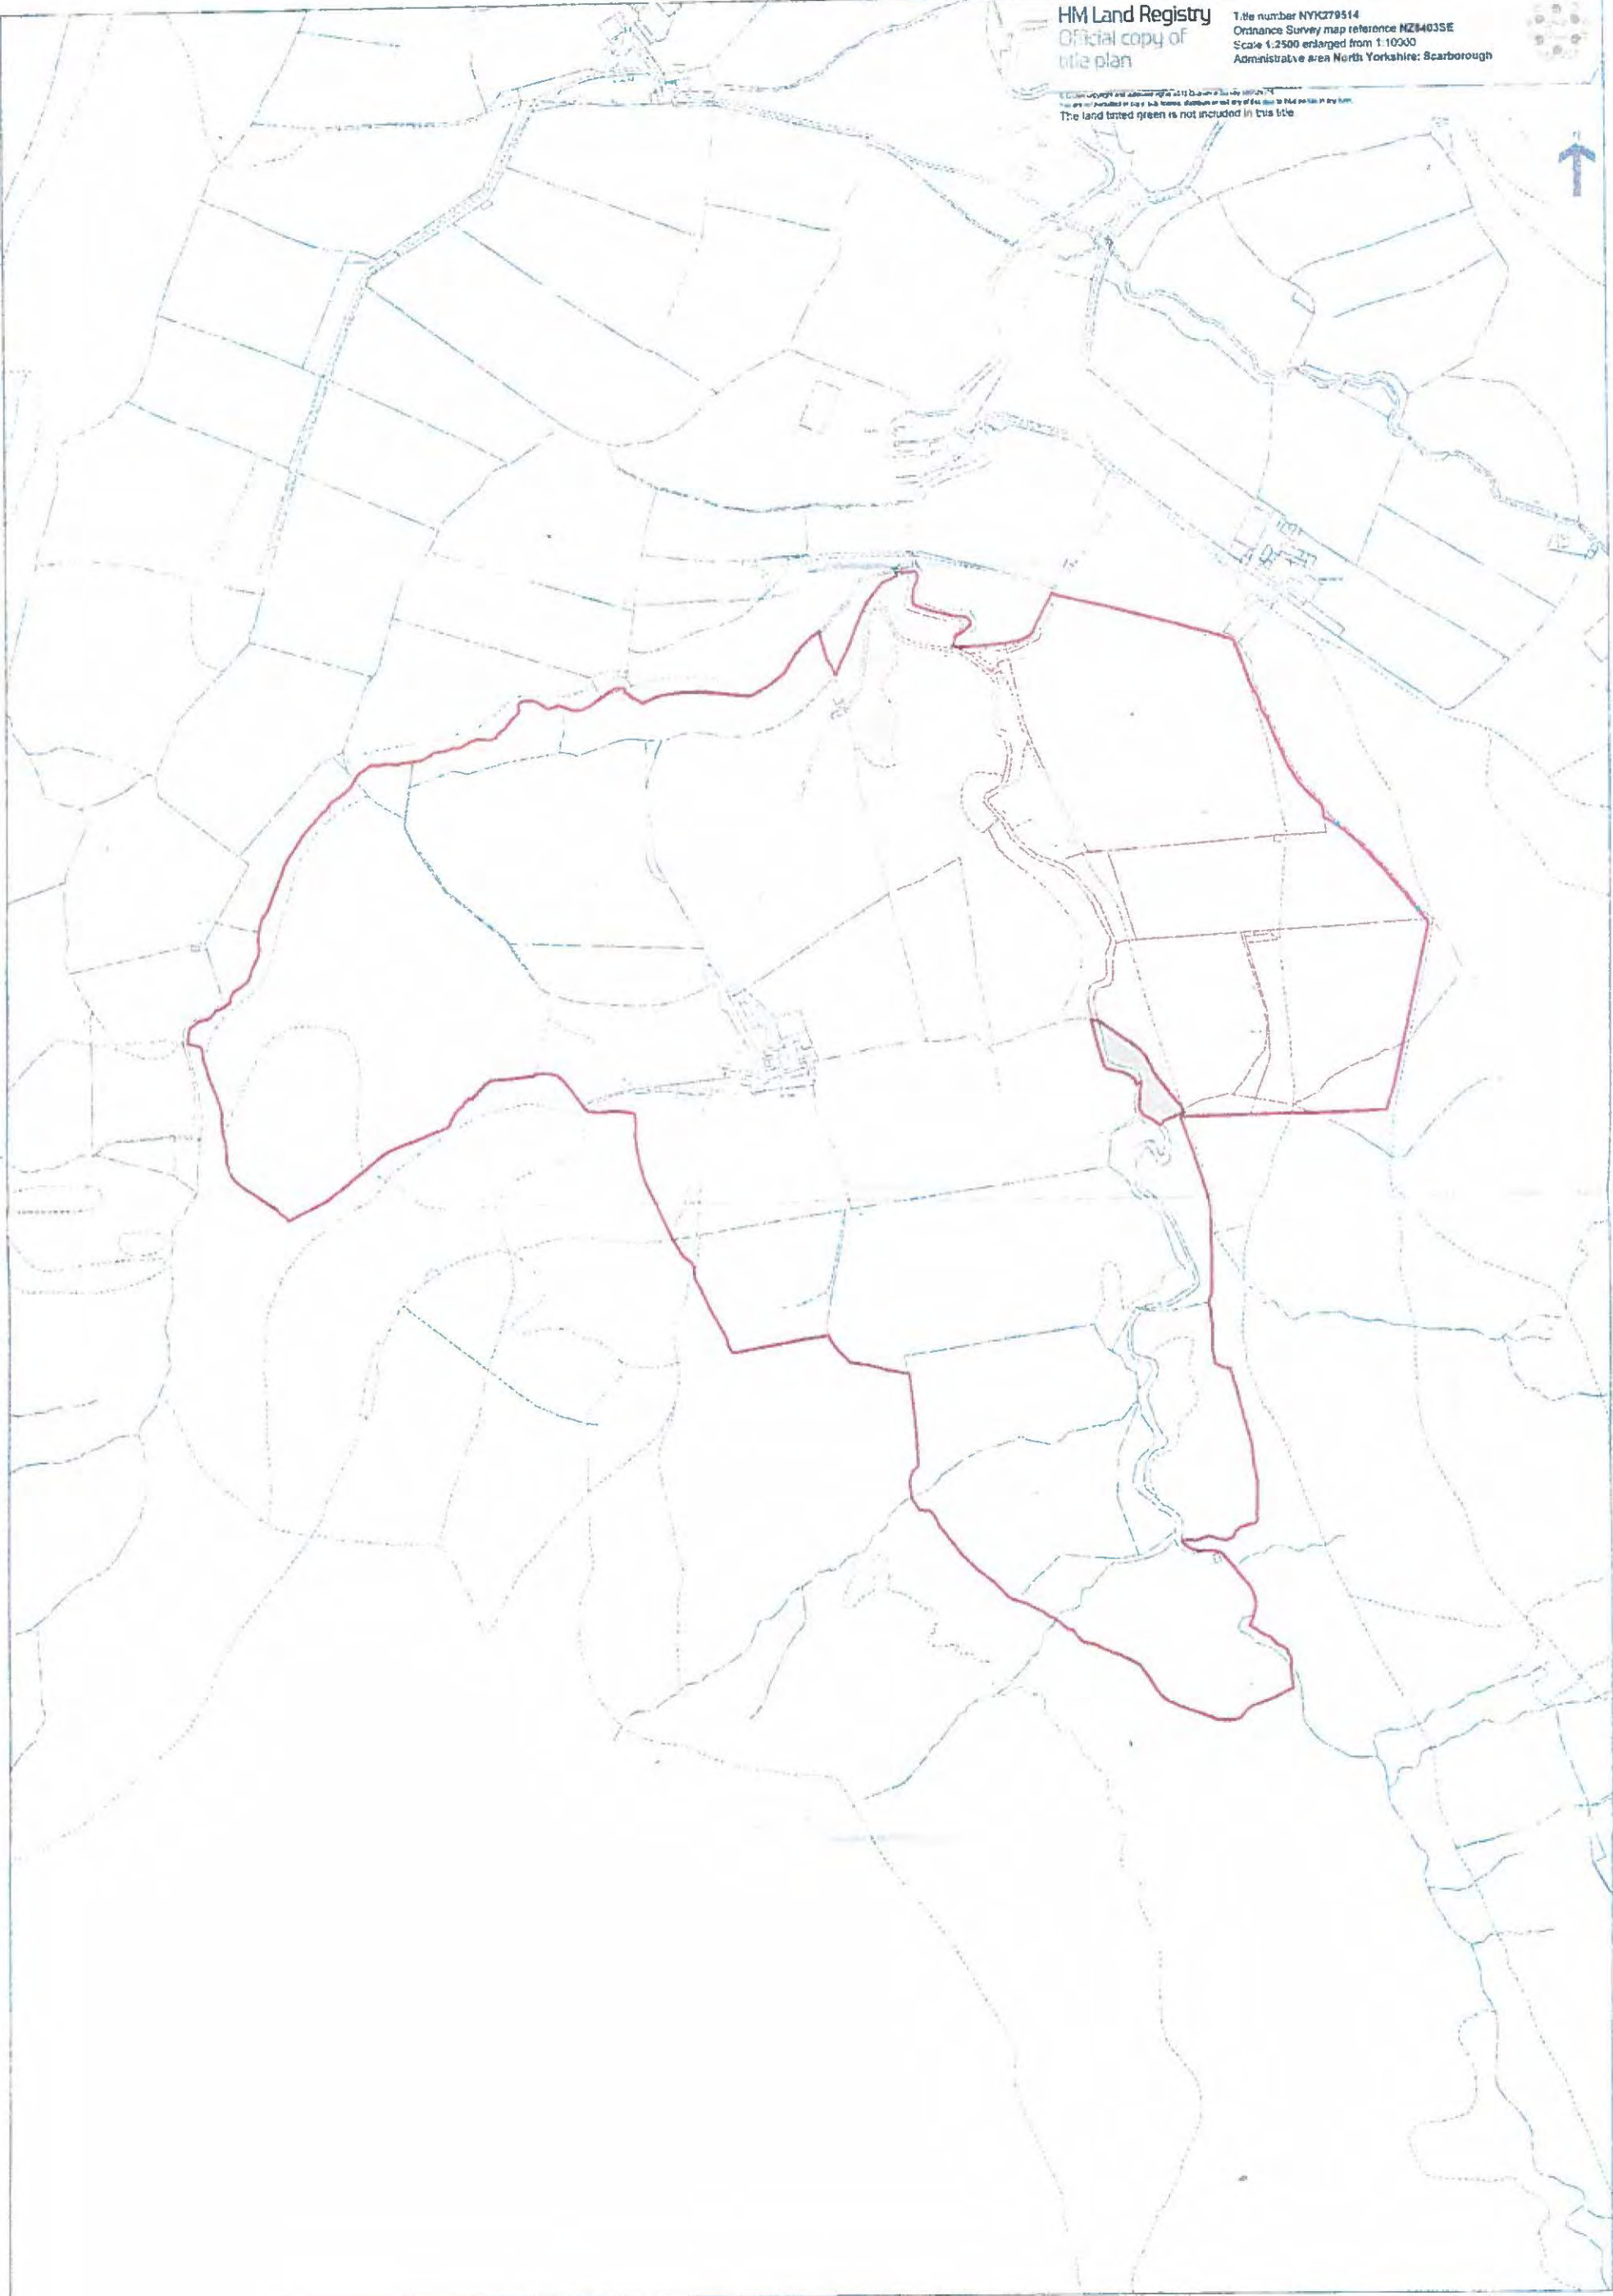 HM Land Registry
Official copy of
title plan
Title number NYK279514
Ordnance Survey map reference NZ8403SE
Scale 1:2500 enlarged from 1:10000
Administrative area North Yorkshire: Scarborough
The land tinted green is not included in this title